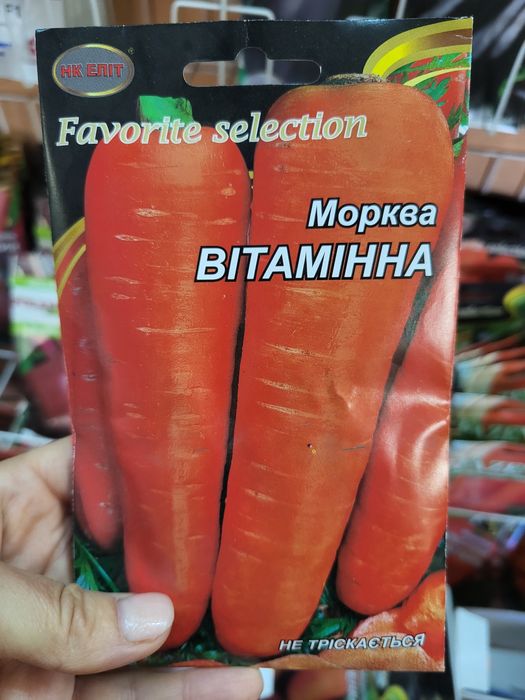 НК ЕЛІТ
Favorite selection
Морква
ВІТАМІННА
НЕ ТРІСКАЄТЬСЯ